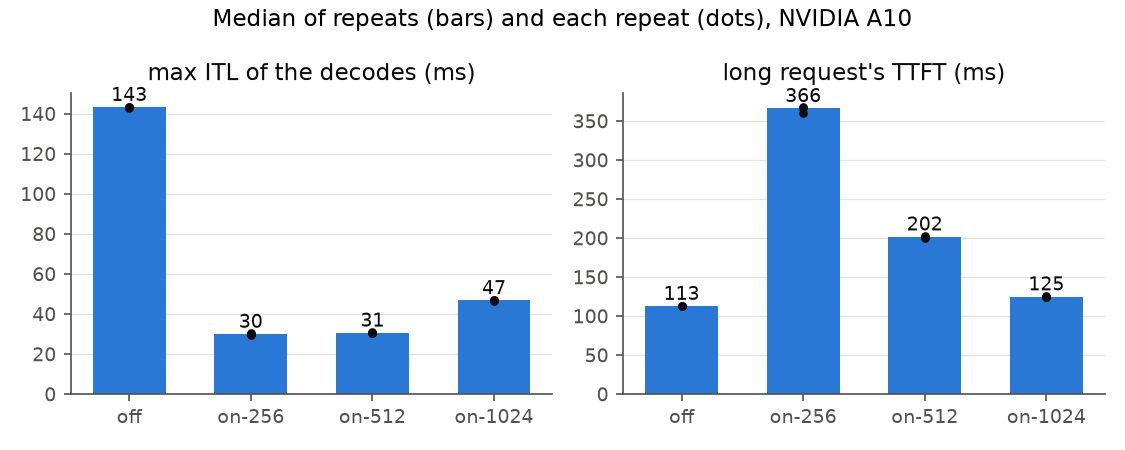 Median of repeats (bars) and each repeat (dots), NVIDIA A10
max ITL of the decodes (ms)
143
140
120
100
80
60
40
20
0
30
31
47
off
on-256
on-512
on-1024
long request's TTFT (ms)
366
350
300
250
200
150
100
50
0
113
202
125
off
on-256
on-512
on-1024